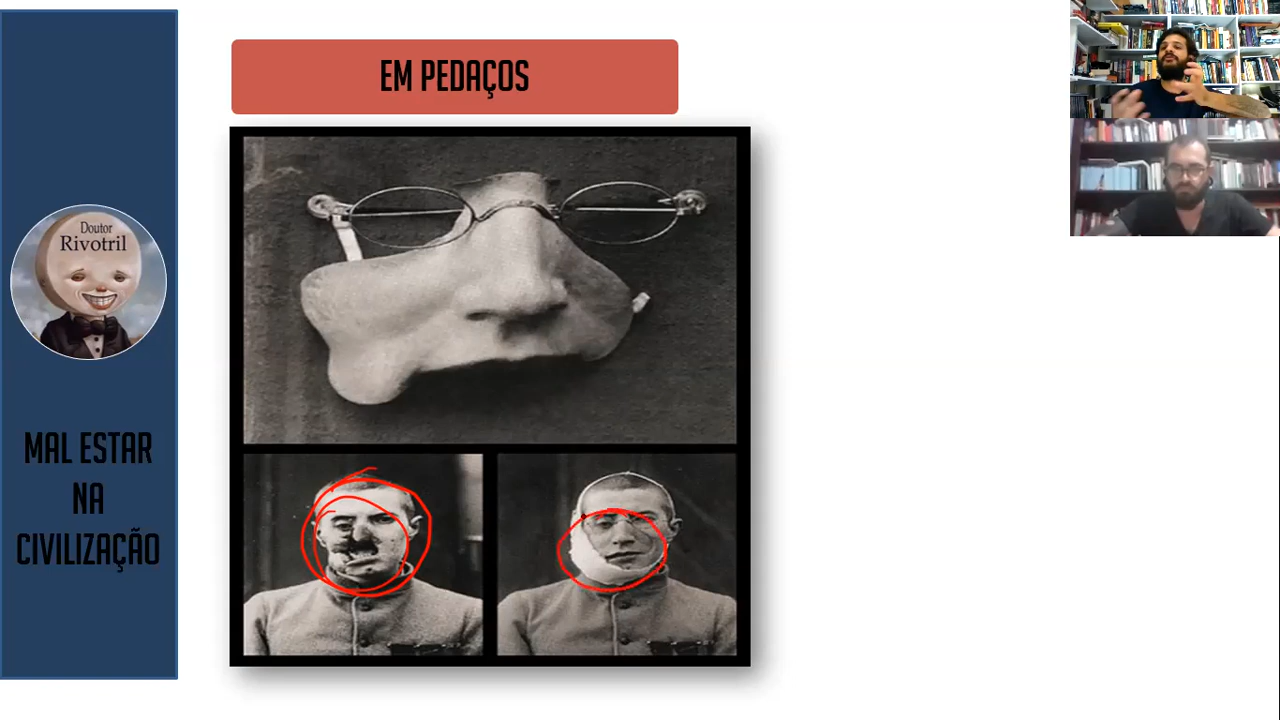 EM PEDAÇOS
Doutor
Rivotril
MAL ESTAR
NA
CIVILIZAÇÃO